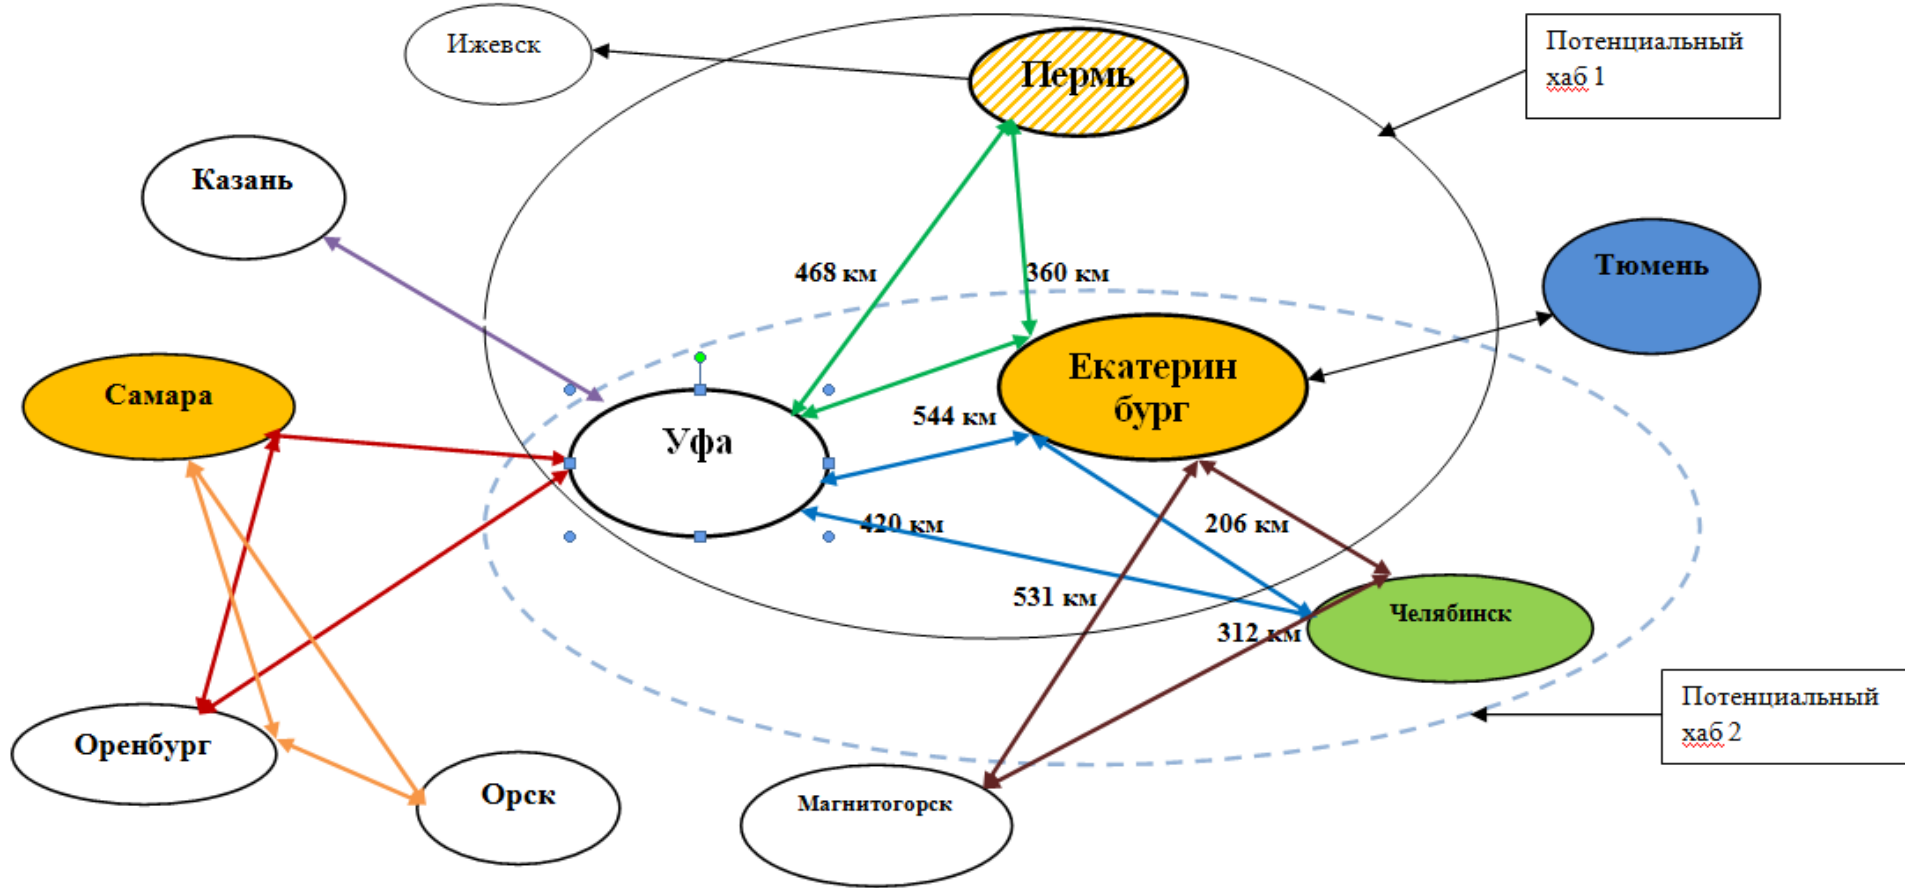 Ижевск
Пермь
Потенциальный
хаб 1
Казань
468 км
360 км
Тюмень
Екатерин
бург
Самара
544 км
Уфа
420 км
206 км
531 км
312 км
Челябинск
Потенциальный
хаб 2
Оренбург
Орск
Магнитогорск